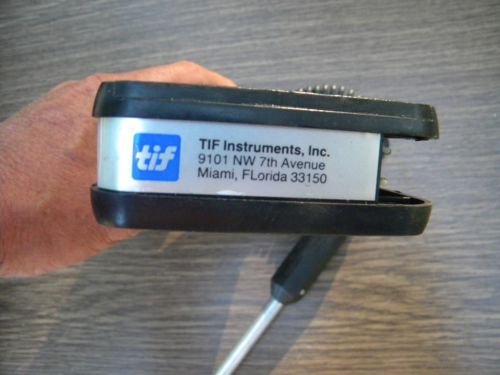 tif
TIF Instruments, Inc.
9101 NW 7th Avenue
Miami, FLorida 33150